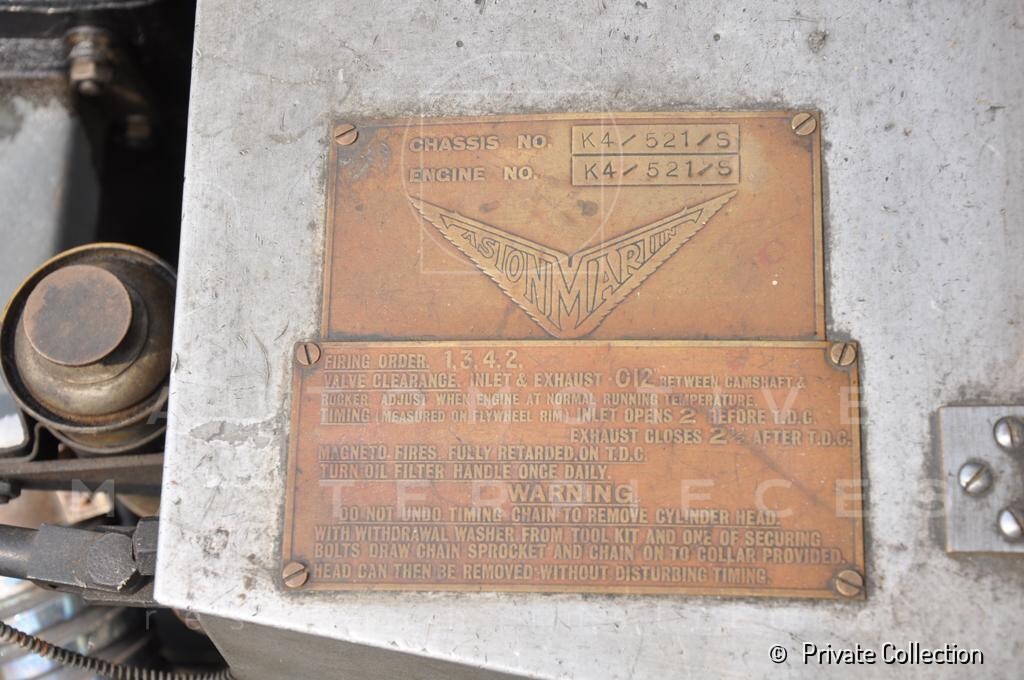 CHASSIS NO. K4/521/S
ENGINE NO. K4/521/S
ASTON MARTIN
FIRING ORDER. 1,3,4,2,
VALVE CLEARANCE. INLET & EXHAUST ·012 BETWEEN CAMSHAFT &
ROCKER ADJUST WHEN ENGINE AT NORMAL RUNNING TEMPERATURE.
TIMING (MEASURED ON FLYWHEEL RIM) INLET OPENS 2" BEFORE T.D.C.
EXHAUST CLOSES 2½" AFTER T.D.C.
MAGNETO. FIRES. FULLY RETARDED, ON T.D.C.
TURN OIL FILTER HANDLE ONCE DAILY.
WARNING.
DO NOT UNDO TIMING CHAIN TO REMOVE CYLINDER HEAD.
WITH WITHDRAWAL WASHER FROM TOOL KIT AND ONE OF SECURING
BOLTS DRAW CHAIN SPROCKET AND CHAIN ON TO COLLAR PROVIDED.
HEAD CAN THEN BE REMOVED WITHOUT DISTURBING TIMING.
© Private Collection